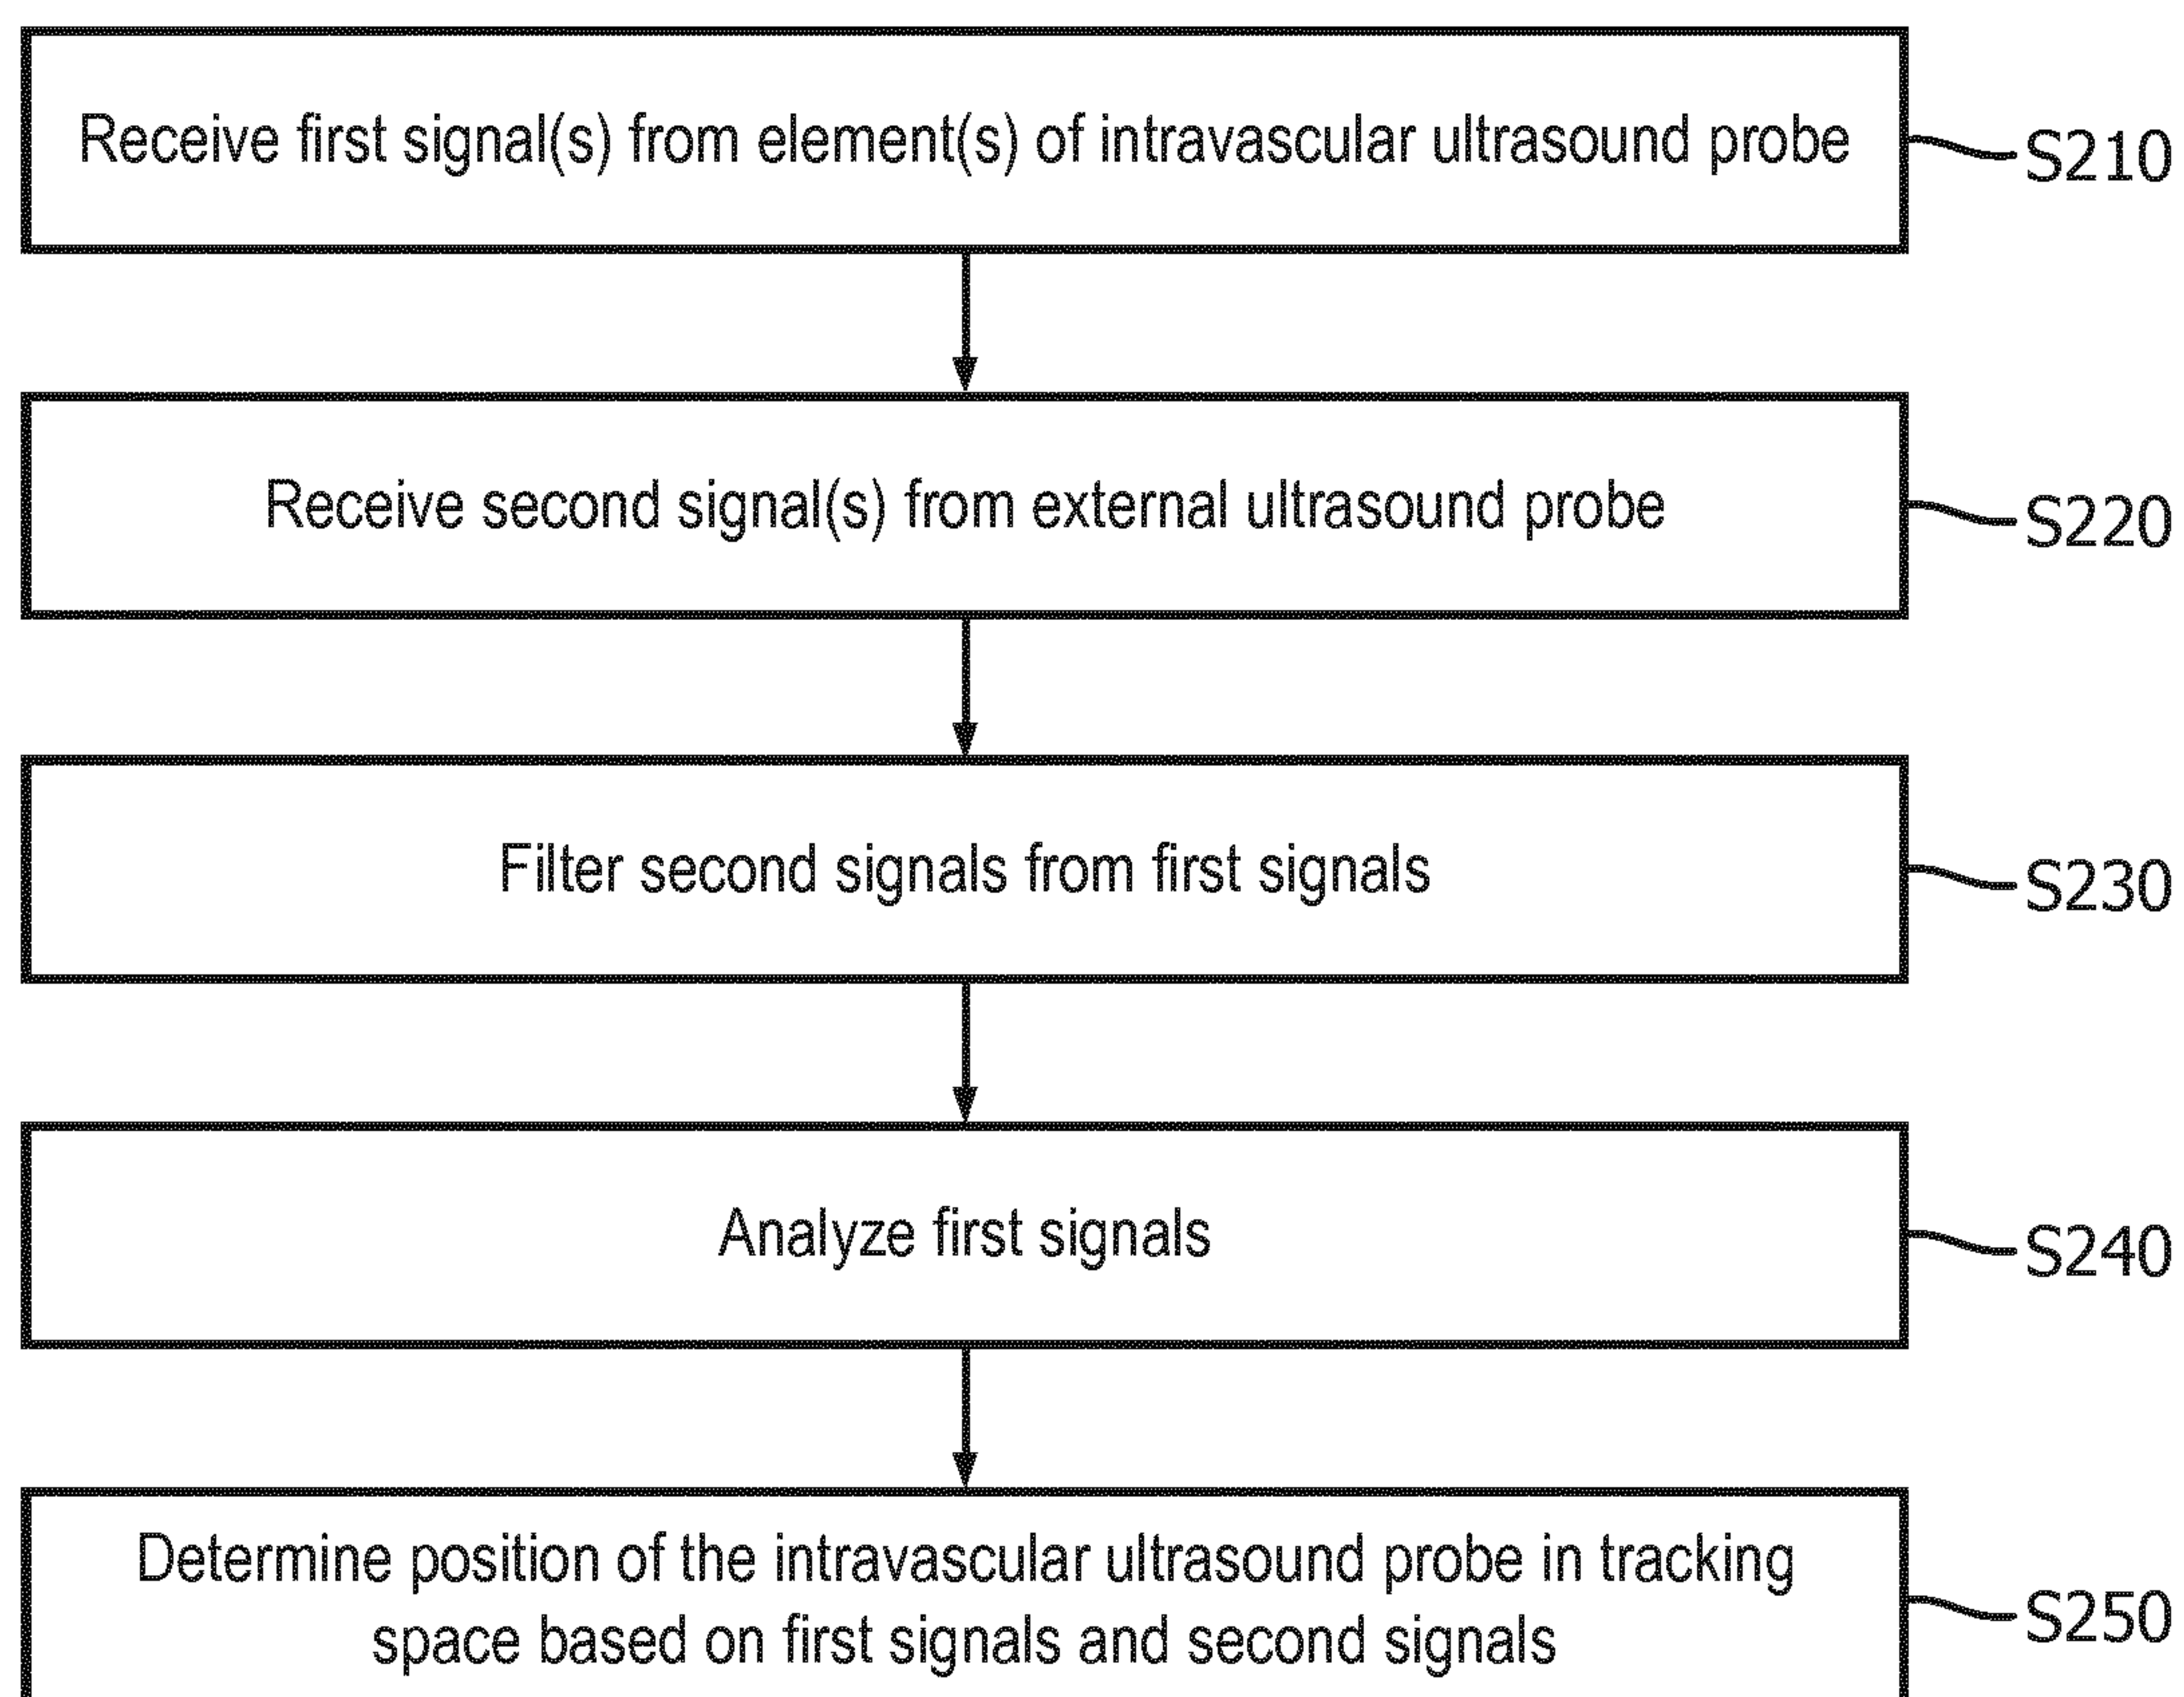 Receive first signal(s) from element(s) of intravascular ultrasound probe
S210
Receive second signal(s) from external ultrasound probe
S220
Filter second signals from first signals
S230
Analyze first signals
S240
Determine position of the intravascular ultrasound probe in tracking
space based on first signals and second signals
S250